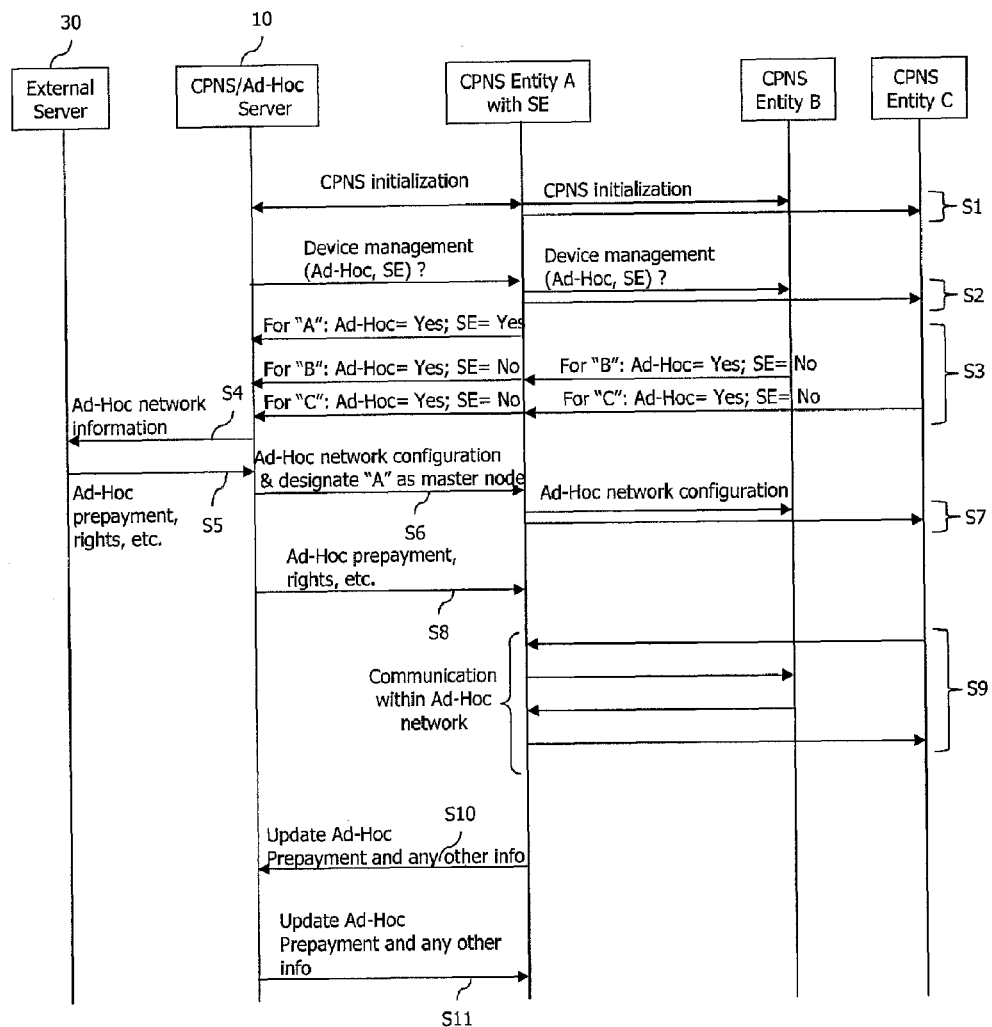 30
10
External
Server
CPNS/Ad-Hoc
Server
CPNS Entity A
with SE
CPNS
Entity B
CPNS
Entity C
CPNS initialization
CPNS initialization
S1
Device management
(Ad-Hoc, SE) ?
Device management
(Ad-Hoc, SE) ?
S2
For "A": Ad-Hoc= Yes; SE= Yes
For "B": Ad-Hoc= Yes; SE= No
For "B": Ad-Hoc= Yes; SE= No
For "C": Ad-Hoc= Yes; SE= No
For "C": Ad-Hoc= Yes; SE= No
S3
S4
Ad-Hoc network
information
Ad-Hoc network configuration
& designate "A" as master node
S6
Ad-Hoc
prepayment,
rights, etc.
S5
Ad-Hoc network configuration
S7
Ad-Hoc prepayment,
rights, etc.
S8
Communication
within Ad-Hoc
network
S9
S10
Update Ad-Hoc
Prepayment and any other info
Update Ad-Hoc
Prepayment and any other
info
S11